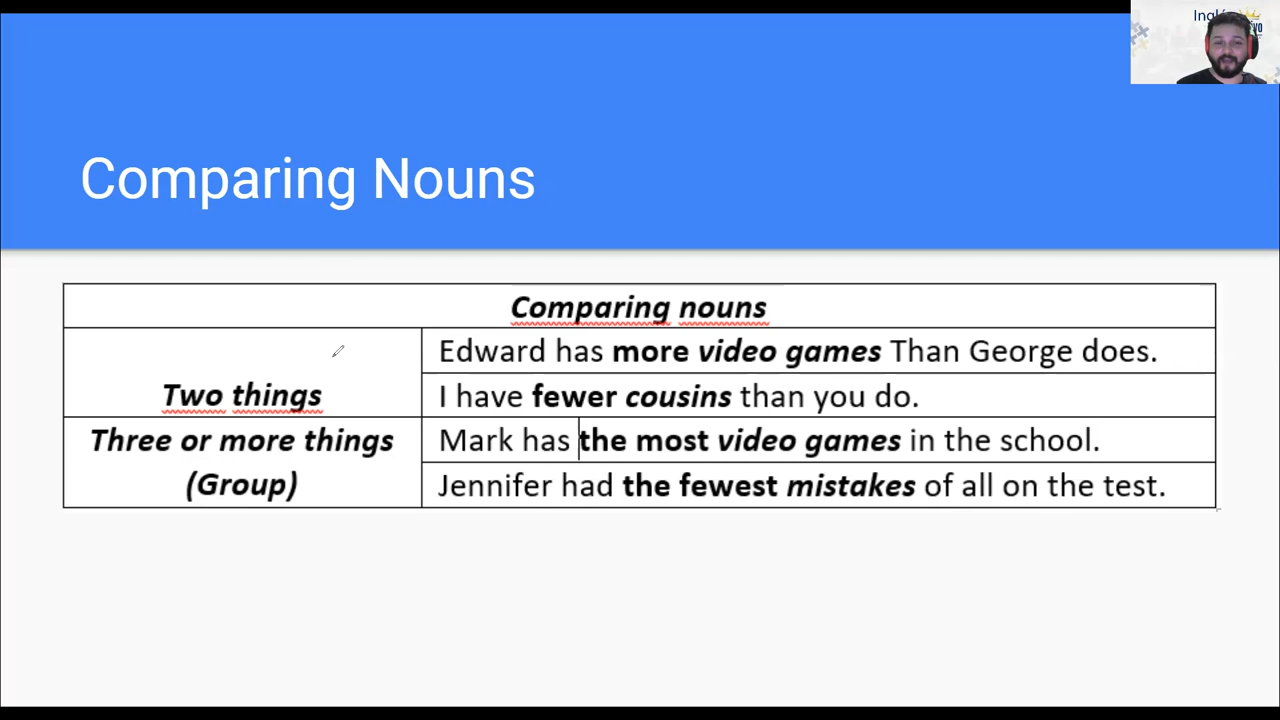 Comparing Nouns
Comparing nouns
Two things
Edward has more video games Than George does.
I have fewer cousins than you do.
Three or more things
(Group)
Mark has the most video games in the school.
Jennifer had the fewest mistakes of all on the test.